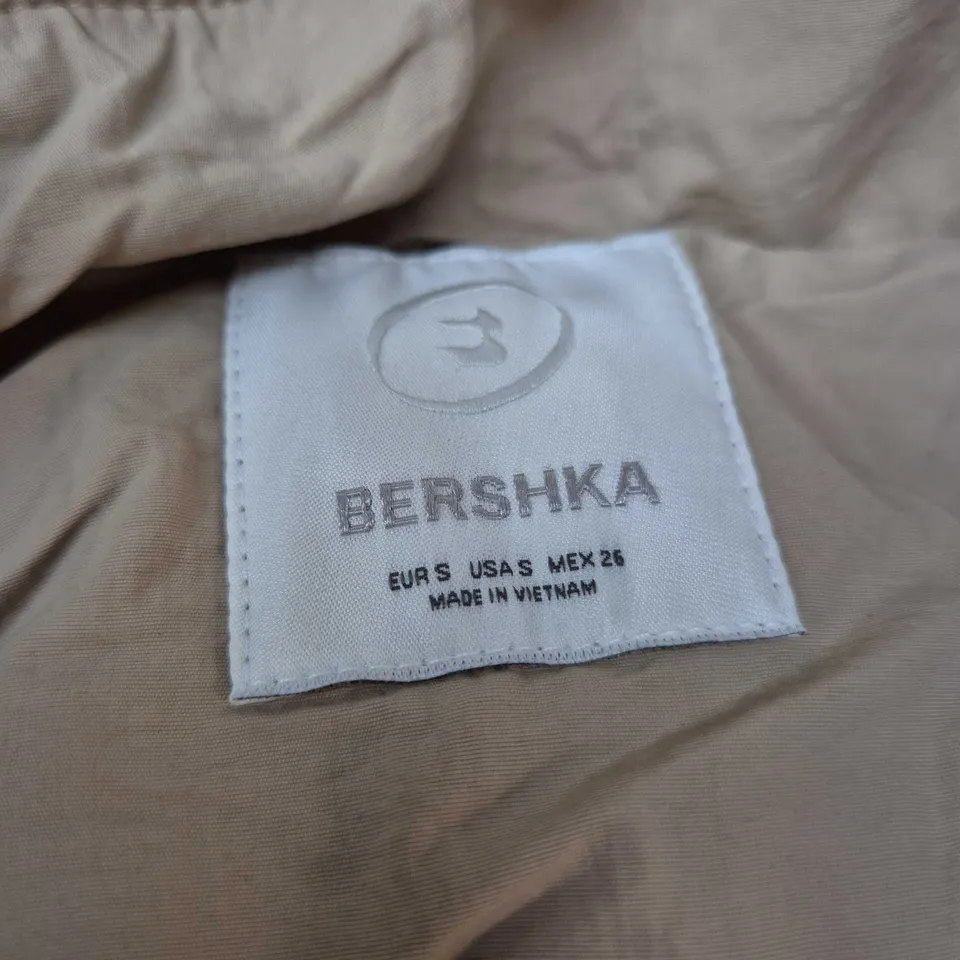 BERSHKA
EUR S USA S MEX 26
MADE IN VIETNAM